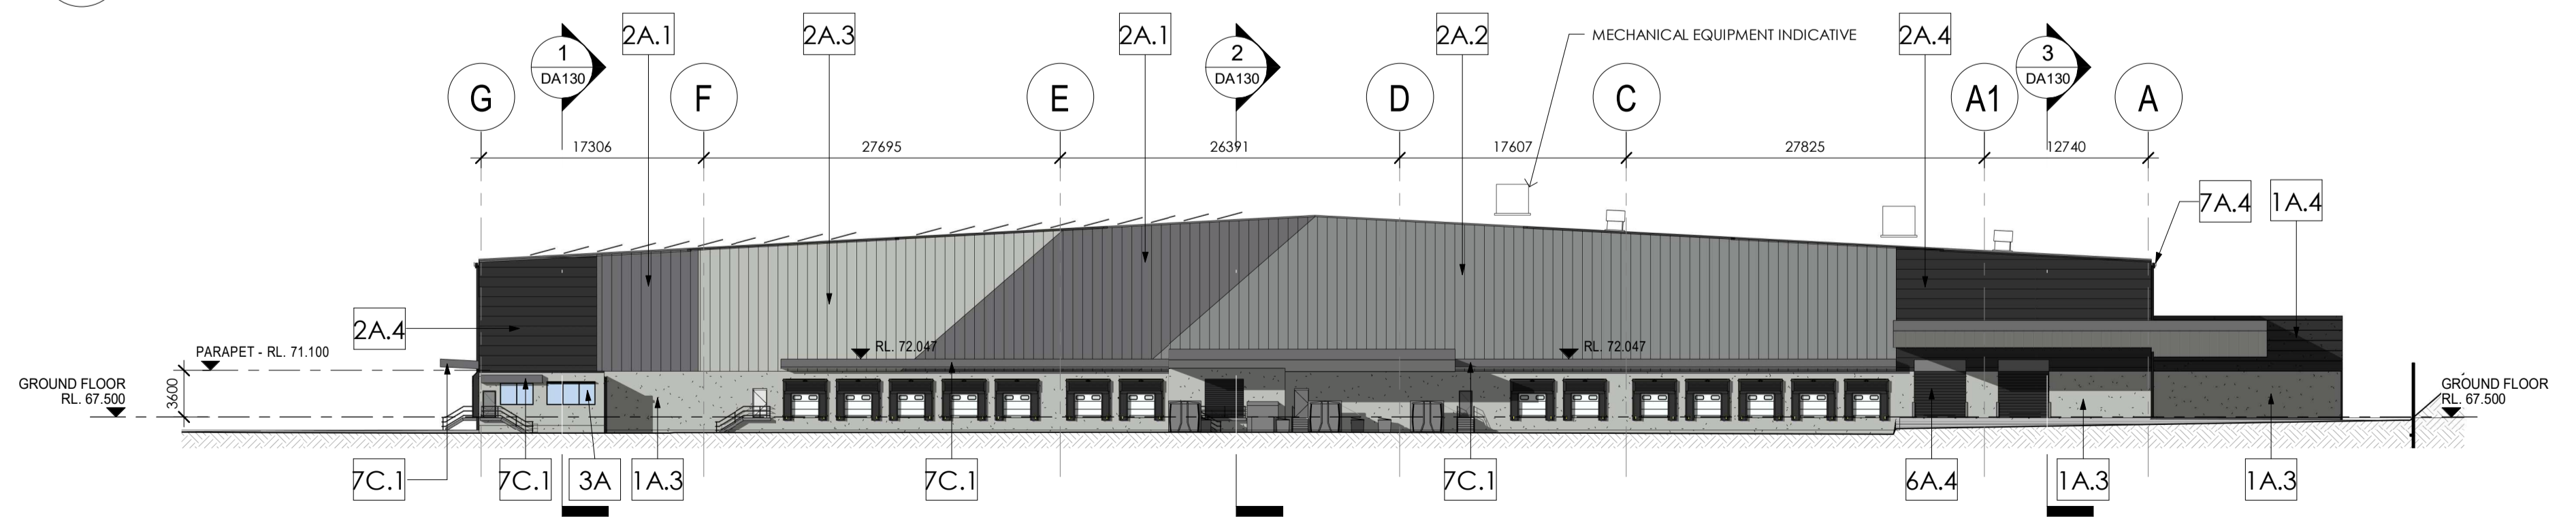 2A.1
2A.3
2A.1
2A.2
MECHANICAL EQUIPMENT INDICATIVE
2A.4
1
DA130
2
DA130
3
DA130
G
F
E
D
C
A1
A
17306
27695
26391
17607
27825
12740
7A.4
1A.4
2A.4
PARAPET - RL. 71.100
RL. 72.047
RL. 72.047
GROUND FLOOR
RL. 67.500
3600
GROUND FLOOR
RL. 67.500
7C.1
7C.1
3A
1A.3
7C.1
7C.1
6A.4
1A.3
1A.3